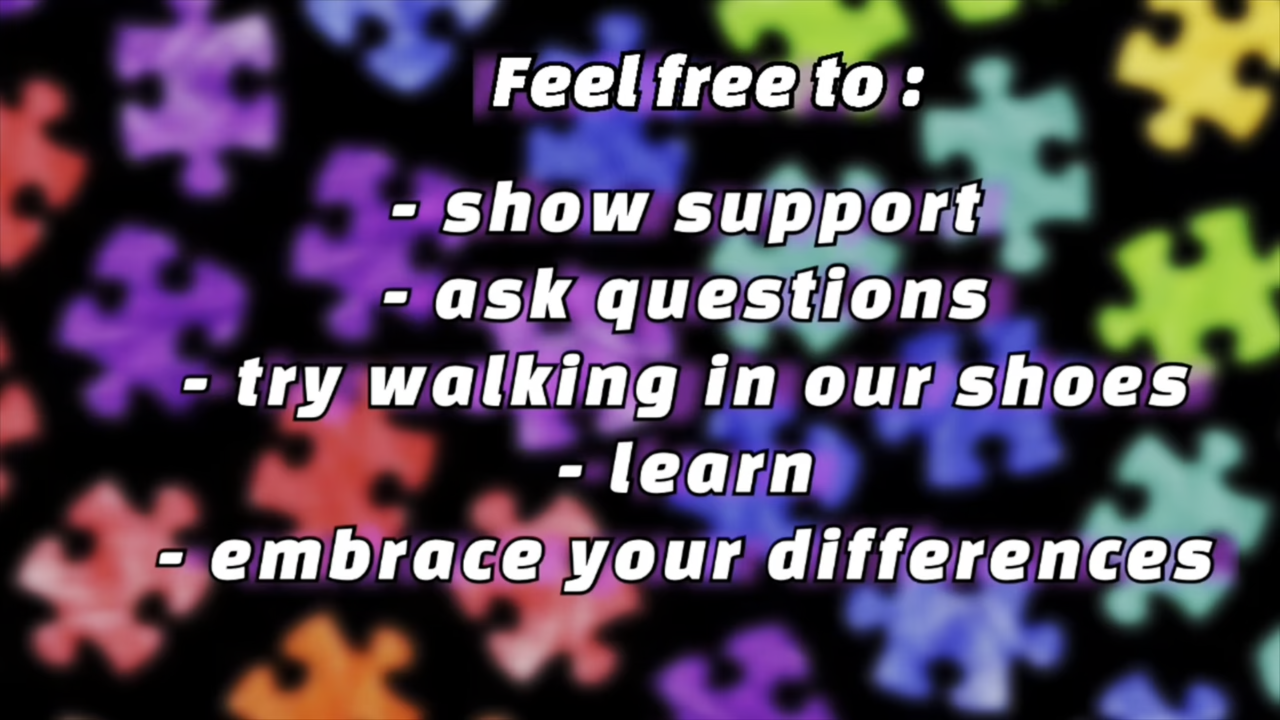 Feel free to :
- show support
- ask questions
- try walking in our shoes
- learn
- embrace your differences